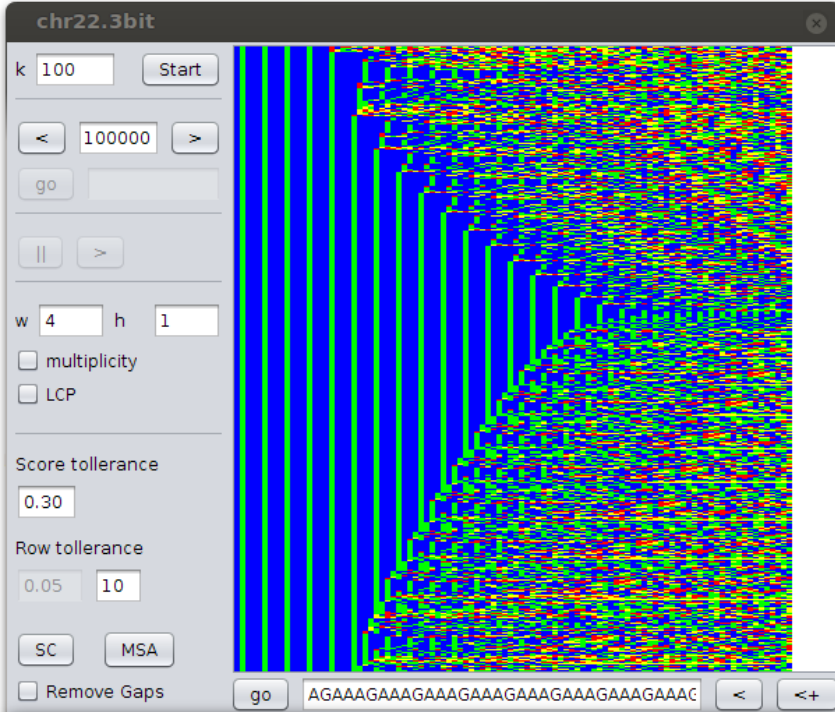 chr22.3bit
k 100 Start
< 100000 >
go
|| >
w 4 h 1
multiplicity
LCP
Score tollerance
0.30
Row tollerance
0.05 10
SC MSA
Remove Gaps
go AGAAAGAAAGAAAGAAAGAAAGAAAGAAAGAAAG < <+